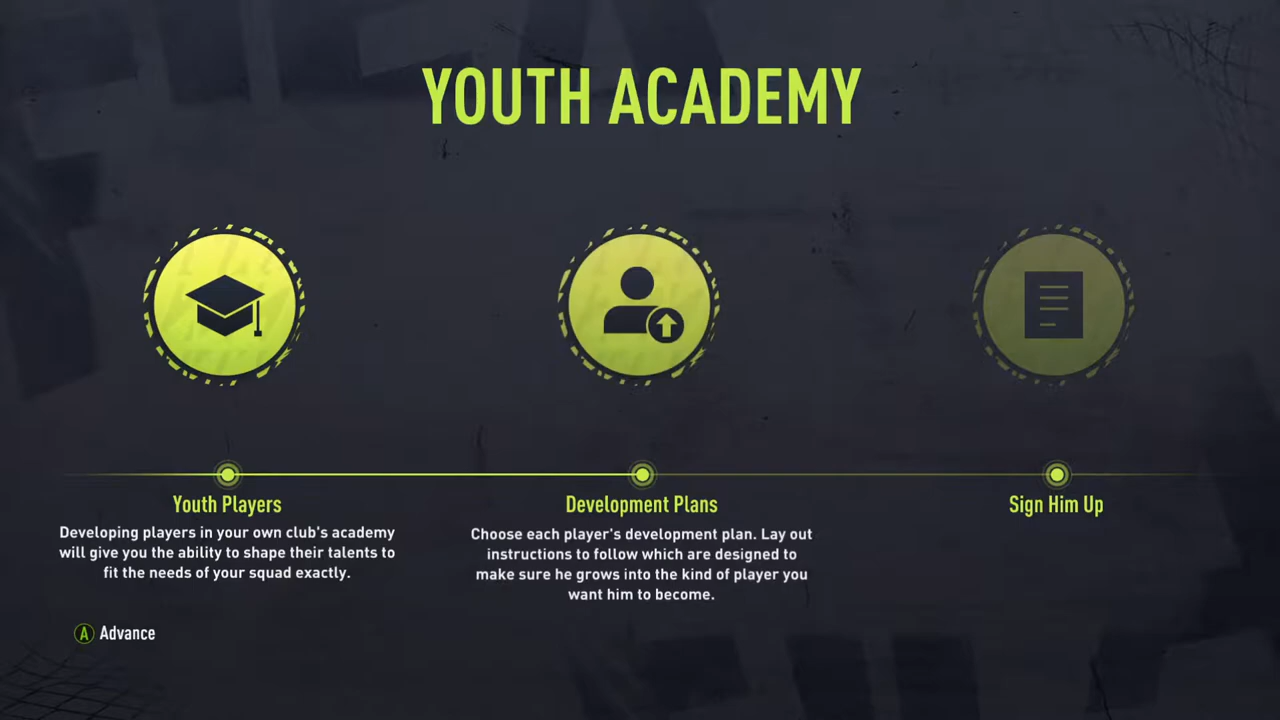 YOUTH ACADEMY
Youth Players
Developing players in your own club's academy
will give you the ability to shape their talents to
fit the needs of your squad exactly.
Development Plans
Choose each player's development plan. Lay out
instructions to follow which are designed to
make sure he grows into the kind of player you
want him to become.
Sign Him Up
A Advance